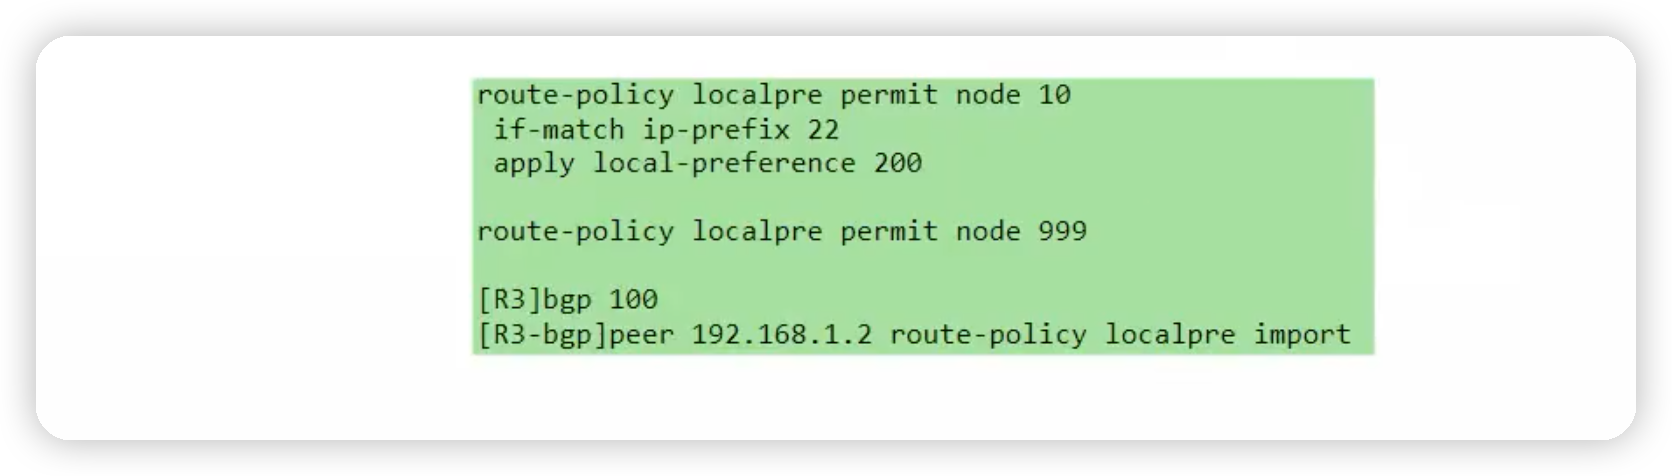 route-policy localpre permit node 10
if-match ip-prefix 22
apply local-preference 200
route-policy localpre permit node 999
[R3]bgp 100
[R3-bgp]peer 192.168.1.2 route-policy localpre import